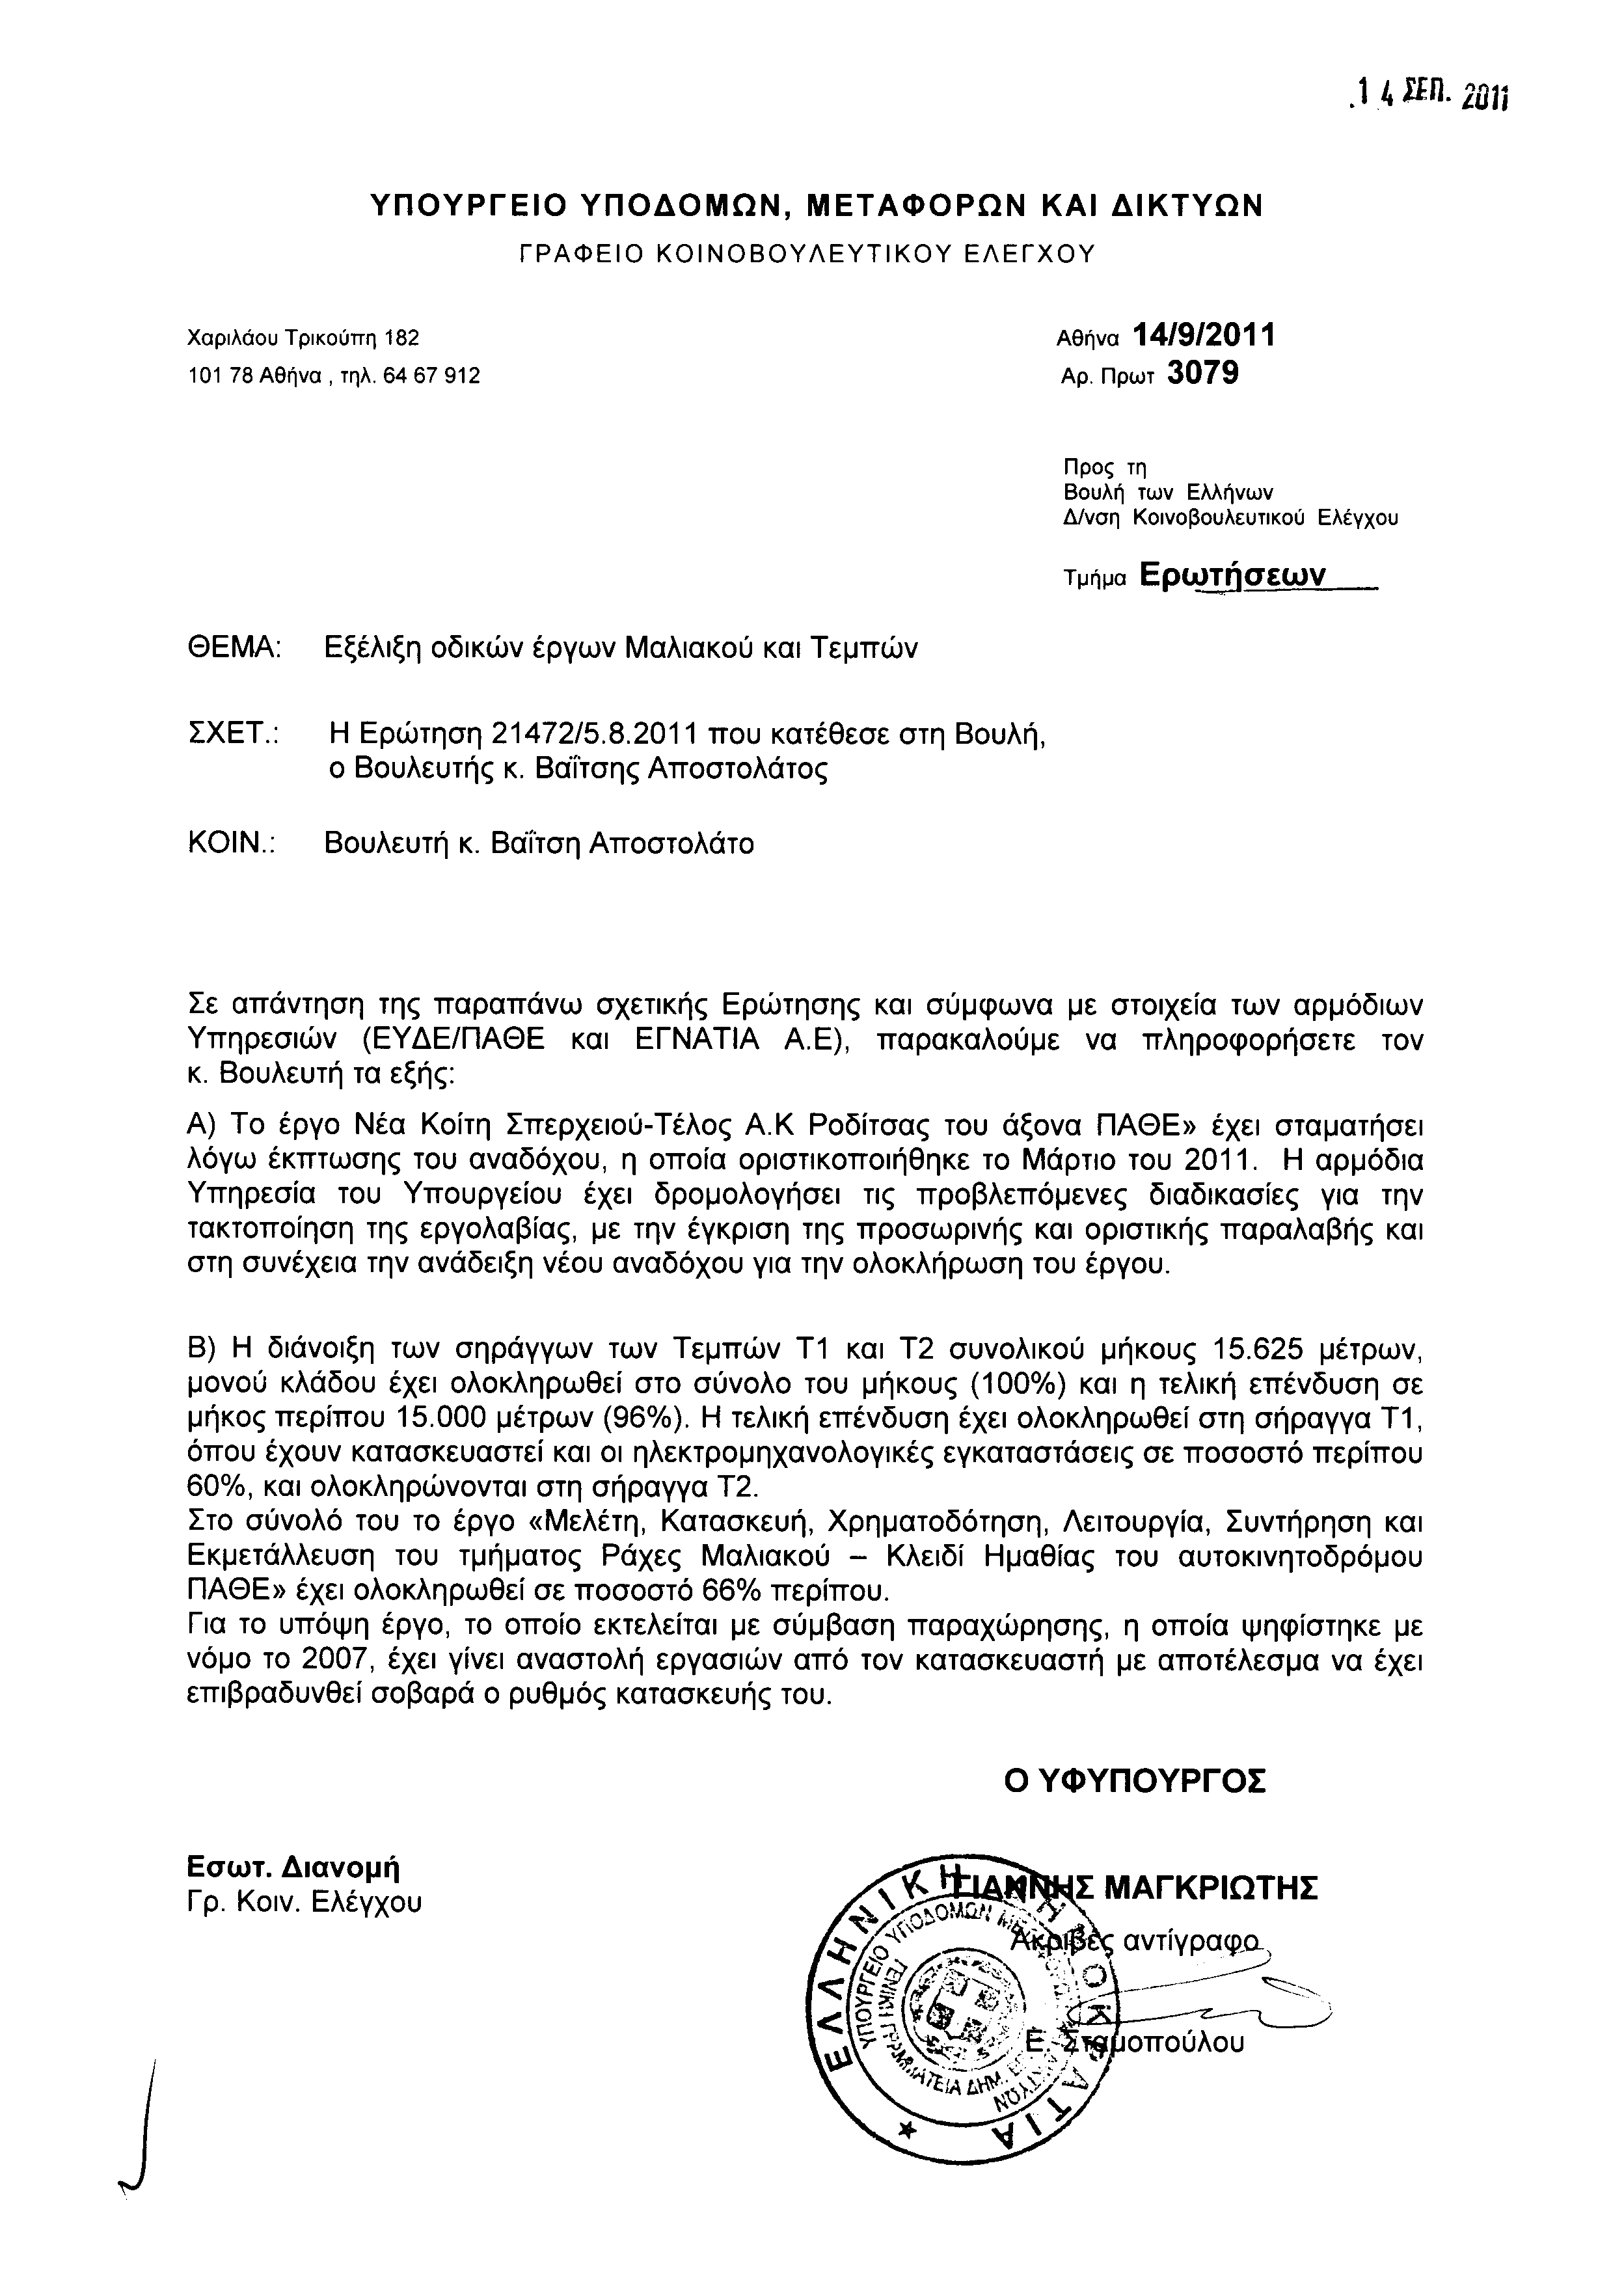 14 ΣΕΠ. 2011
ΥΠΟΥΡΓΕΙΟ ΥΠΟΔΟΜΩΝ, ΜΕΤΑΦΟΡΩΝ ΚΑΙ ΔΙΚΤΥΩΝ
ΓΡΑΦΕΙΟ ΚΟΙΝΟΒΟΥΛΕΥΤΙΚΟΥ ΕΛΕΓΧΟΥ
Χαριλάου Τρικούπη 182
101 78 Αθήνα , τηλ. 64 67 912
Αθήνα 14/9/2011
Αρ. Πρωτ 3079
Προς τη
Βουλή των Ελλήνων
Δ/νση Κοινοβουλευτικού Ελέγχου
Τμήμα Ερωτήσεων
ΘΕΜΑ: Εξέλιξη οδικών έργων Μαλιακού και Τεμπών
ΣΧΕΤ.: Η Ερώτηση 21472/5.8.2011 που κατέθεσε στη Βουλή,
ο Βουλευτής κ. Βαΐτσης Αποστολάτος
ΚΟΙΝ.: Βουλευτή κ. Βαΐτση Αποστολάτο
Σε απάντηση της παραπάνω σχετικής Ερώτησης και σύμφωνα με στοιχεία των αρμόδιων
Υπηρεσιών (ΕΥΔΕ/ΠΑΘΕ και ΕΓΝΑΤΙΑ Α.Ε), παρακαλούμε να πληροφορήσετε τον
κ. Βουλευτή τα εξής:
Α) Το έργο Νέα Κοίτη Σπερχειού-Τέλος Α.Κ Ροδίτσας του άξονα ΠΑΘΕ» έχει σταματήσει
λόγω έκπτωσης του αναδόχου, η οποία οριστικοποιήθηκε το Μάρτιο του 2011. Η αρμόδια
Υπηρεσία του Υπουργείου έχει δρομολογήσει τις προβλεπόμενες διαδικασίες για την
τακτοποίηση της εργολαβίας, με την έγκριση της προσωρινής και οριστικής παραλαβής και
στη συνέχεια την ανάδειξη νέου αναδόχου για την ολοκλήρωση του έργου.
Β) Η διάνοιξη των σηράγγων των Τεμπών Τ1 και Τ2 συνολικού μήκους 15.625 μέτρων,
μονού κλάδου έχει ολοκληρωθεί στο σύνολο του μήκους (100%) και η τελική επένδυση σε
μήκος περίπου 15.000 μέτρων (96%). Η τελική επένδυση έχει ολοκληρωθεί στη σήραγγα Τ1,
όπου έχουν κατασκευαστεί και οι ηλεκτρομηχανολογικές εγκαταστάσεις σε ποσοστό περίπου
60%, και ολοκληρώνονται στη σήραγγα Τ2.
Στο σύνολό του το έργο «Μελέτη, Κατασκευή, Χρηματοδότηση, Λειτουργία, Συντήρηση και
Εκμετάλλευση του τμήματος Ράχες Μαλιακού – Κλειδί Ημαθίας του αυτοκινητοδρόμου
ΠΑΘΕ» έχει ολοκληρωθεί σε ποσοστό 66% περίπου.
Για το υπόψη έργο, το οποίο εκτελείται με σύμβαση παραχώρησης, η οποία ψηφίστηκε με
νόμο το 2007, έχει γίνει αναστολή εργασιών από τον κατασκευαστή με αποτέλεσμα να έχει
επιβραδυνθεί σοβαρά ο ρυθμός κατασκευής του.
Ο ΥΦΥΠΟΥΡΓΟΣ
Εσωτ. Διανομή
Γρ. Κοιν. Ελέγχου
ΓΙΑΝΝΗΣ ΜΑΓΚΡΙΩΤΗΣ
Ακριβές αντίγραφο
Ε. Σταμοπούλου
ΕΛΛΗΝΙΚΗ ΔΗΜΟΚΡΑΤΙΑ
ΥΠΟΥΡΓΕΙΟ ΥΠΟΔΟΜΩΝ
ΓΕΝΙΚΗ ΓΡΑΜΜΑΤΕΙΑ ΔΗΜ.